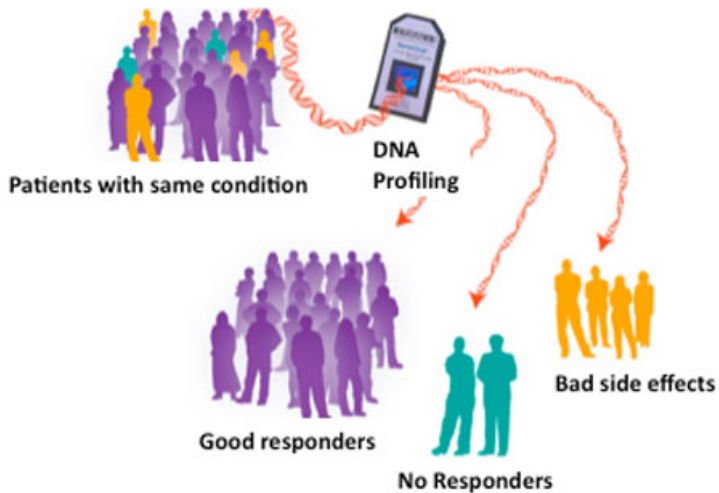 Patients with same condition
DNA
Profiling
Good responders
No Responders
Bad side effects